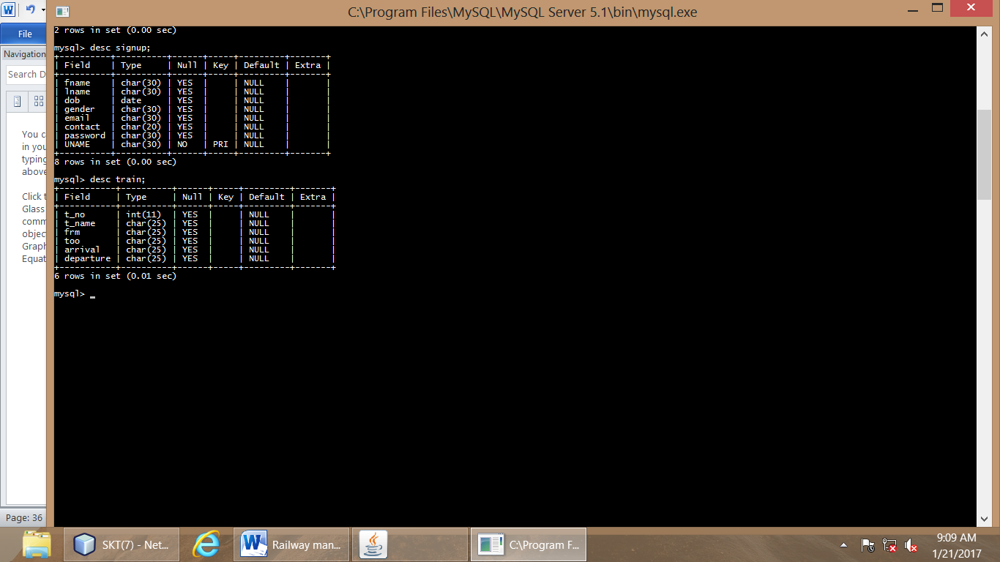 C:\Program Files\MySQL\MySQL Server 5.1\bin\mysql.exe
File
Navigation
Search D
You c
in you
typing
above
Click t
Glass
comm
object
Graph
Equat
Page: 36
2 rows in set (0.00 sec)
mysql> desc signup;
+----------+----------+------+-----+---------+-------+
| Field    | Type     | Null | Key | Default | Extra |
+----------+----------+------+-----+---------+-------+
| fname    | char(30) | YES  |     | NULL    |       |
| lname    | char(30) | YES  |     | NULL    |       |
| dob      | date     | YES  |     | NULL    |       |
| gender   | char(30) | YES  |     | NULL    |       |
| email    | char(30) | YES  |     | NULL    |       |
| contact  | char(20) | YES  |     | NULL    |       |
| password | char(30) | YES  |     | NULL    |       |
| UNAME    | char(30) | NO   | PRI | NULL    |       |
+----------+----------+------+-----+---------+-------+
8 rows in set (0.00 sec)
mysql> desc train;
+-----------+----------+------+-----+---------+-------+
| Field     | Type     | Null | Key | Default | Extra |
+-----------+----------+------+-----+---------+-------+
| t_no      | int(11)  | YES  |     | NULL    |       |
| t_name    | char(25) | YES  |     | NULL    |       |
| frm       | char(25) | YES  |     | NULL    |       |
| too       | char(25) | YES  |     | NULL    |       |
| arrival   | char(25) | YES  |     | NULL    |       |
| departure | char(25) | YES  |     | NULL    |       |
+-----------+----------+------+-----+---------+-------+
6 rows in set (0.01 sec)
mysql> _
SKT(7) - Net...
Railway man...
C:\Program F...
9:09 AM
1/21/2017